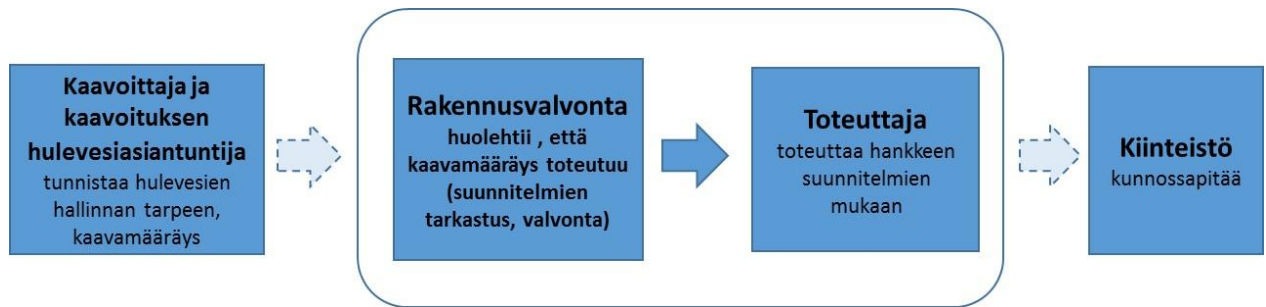 Kaavoittaja ja
kaavoituksen
hulevesiasiantuntija
tunnistaa hulevesien
hallinnan tarpeen,
kaavamääräys
Rakennusvalvonta
huolehtii , että
kaavamääräys toteutuu
(suunnitelmien
tarkastus, valvonta)
Toteuttaja
toteuttaa hankkeen
suunnitelmien
mukaan
Kiinteistö
kunnossapitää